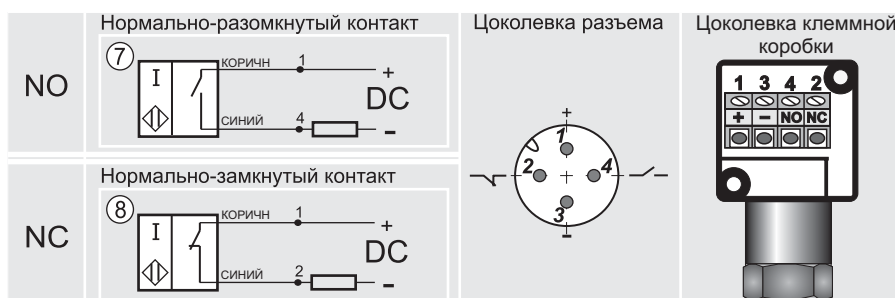 Нормально-разомкнутый контакт
NO
7
I
КОРИЧН 1
+
DC
СИНИЙ 4
-
Нормально-замкнутый контакт
NC
8
I
КОРИЧН 1
+
DC
СИНИЙ 2
-
Цоколевка разъема
+
1
2
4
3
-
Цоколевка клеммной
коробки
1 3 4 2
+ - NO NC